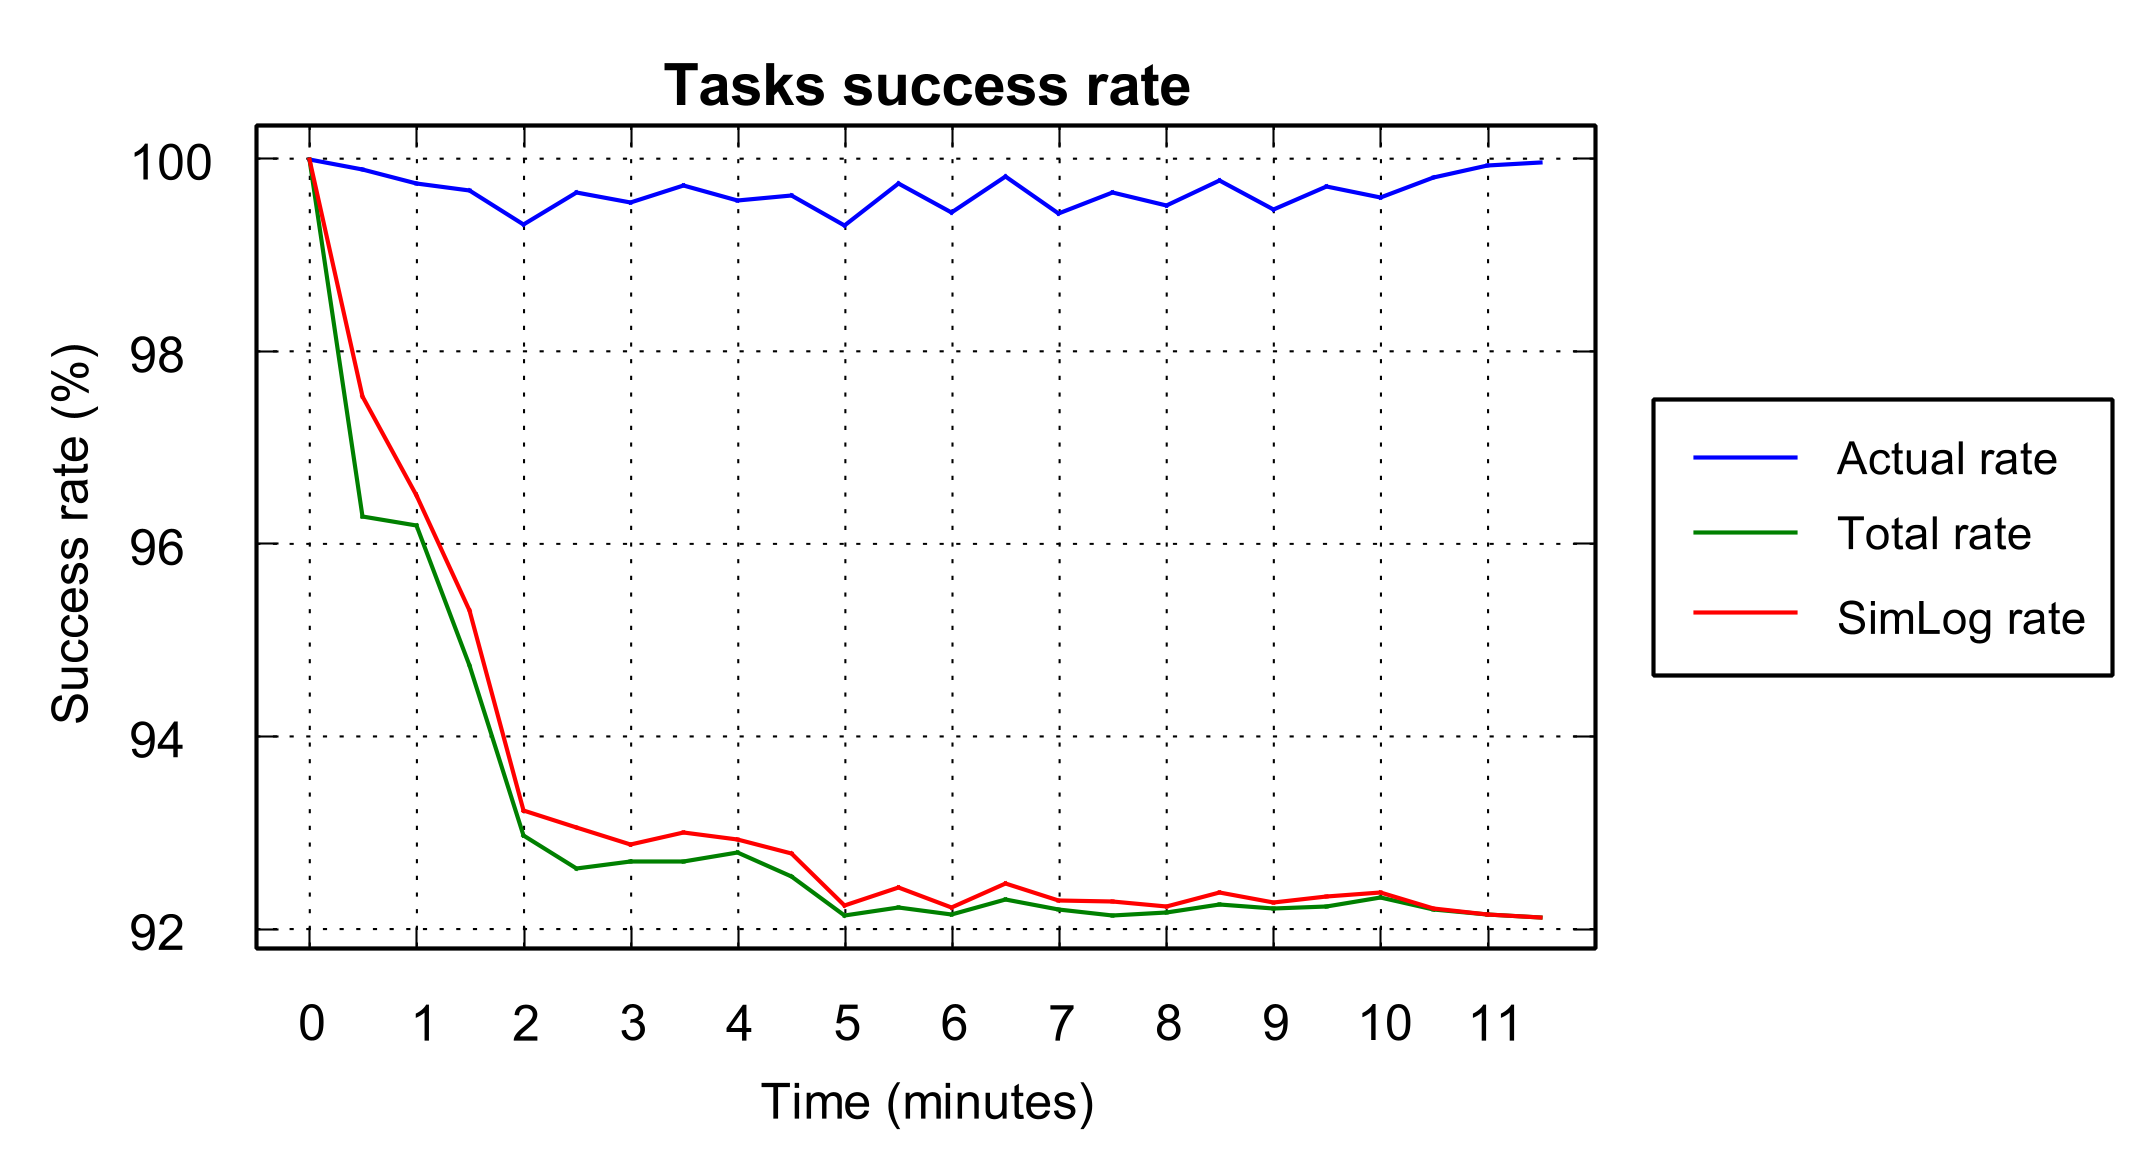 Tasks success rate
100
98
96
94
92
Success rate (%)
0 1 2 3 4 5 6 7 8 9 10 11
Time (minutes)
Actual rate
Total rate
SimLog rate